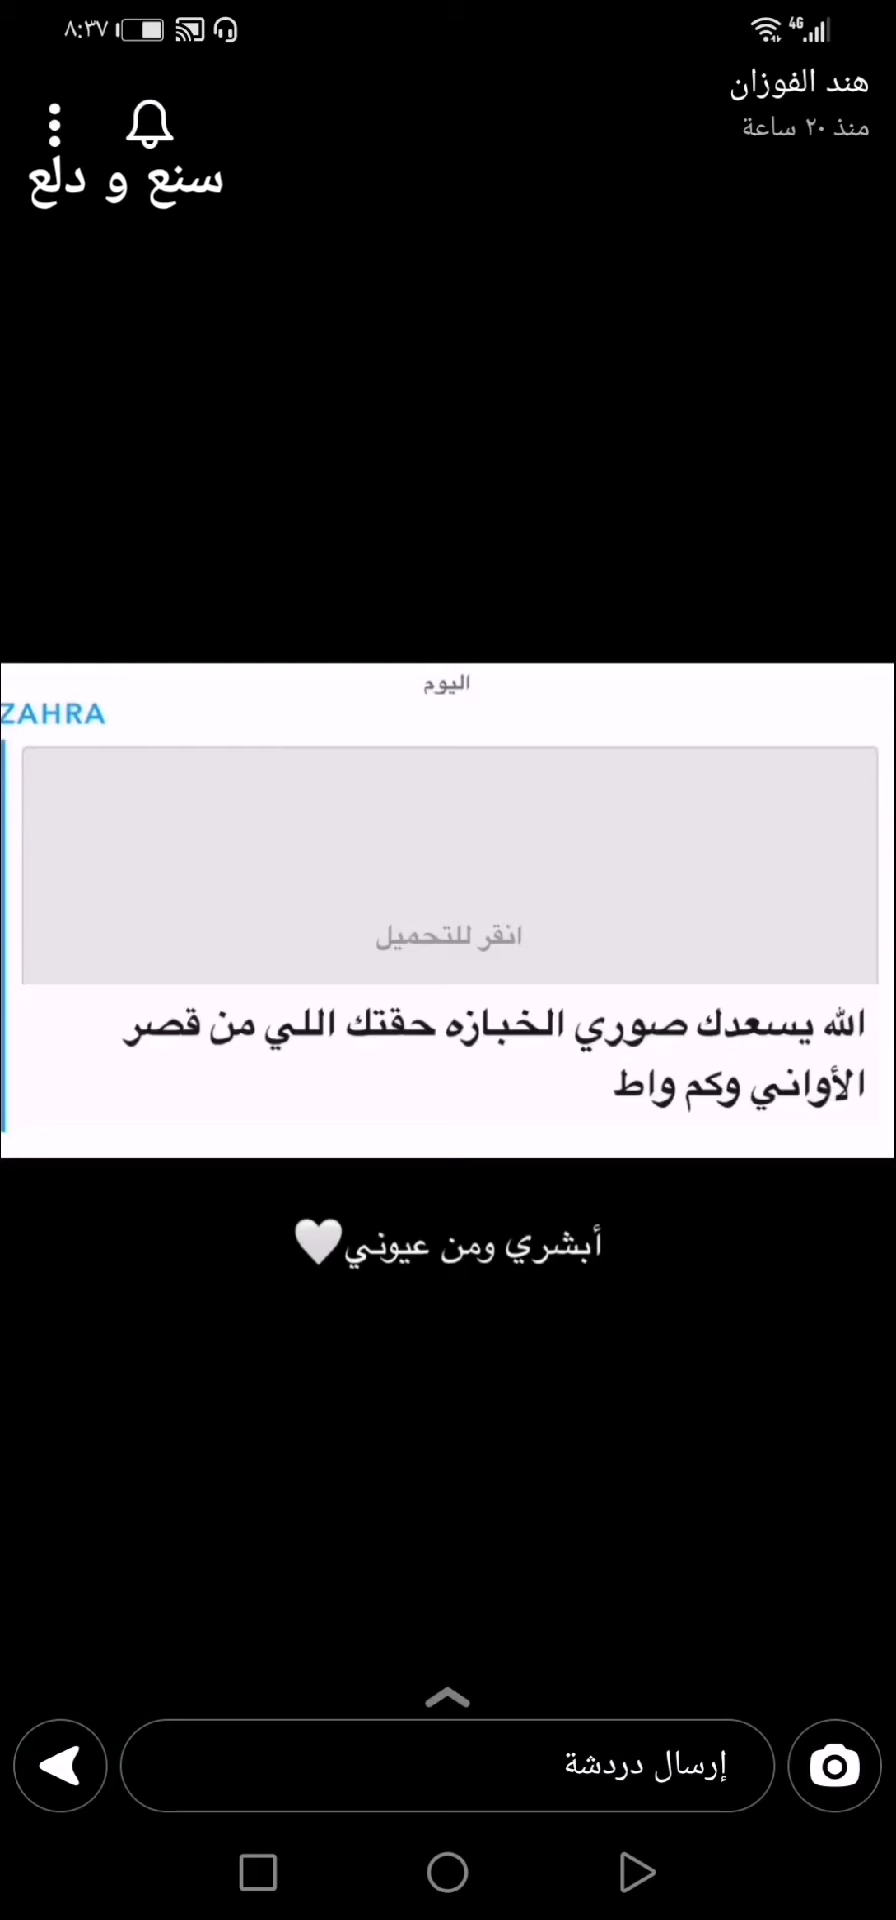 ٨:٣٧
4G
هند الفوزان
منذ ٢٠ ساعة
سنع و دلع
اليوم
ZAHRA
انقر للتحميل
الله يسعدك صوري الخبازه حقتك اللي من قصر
الأواني وكم واط
أبشري ومن عيوني🤍
إرسال دردشة